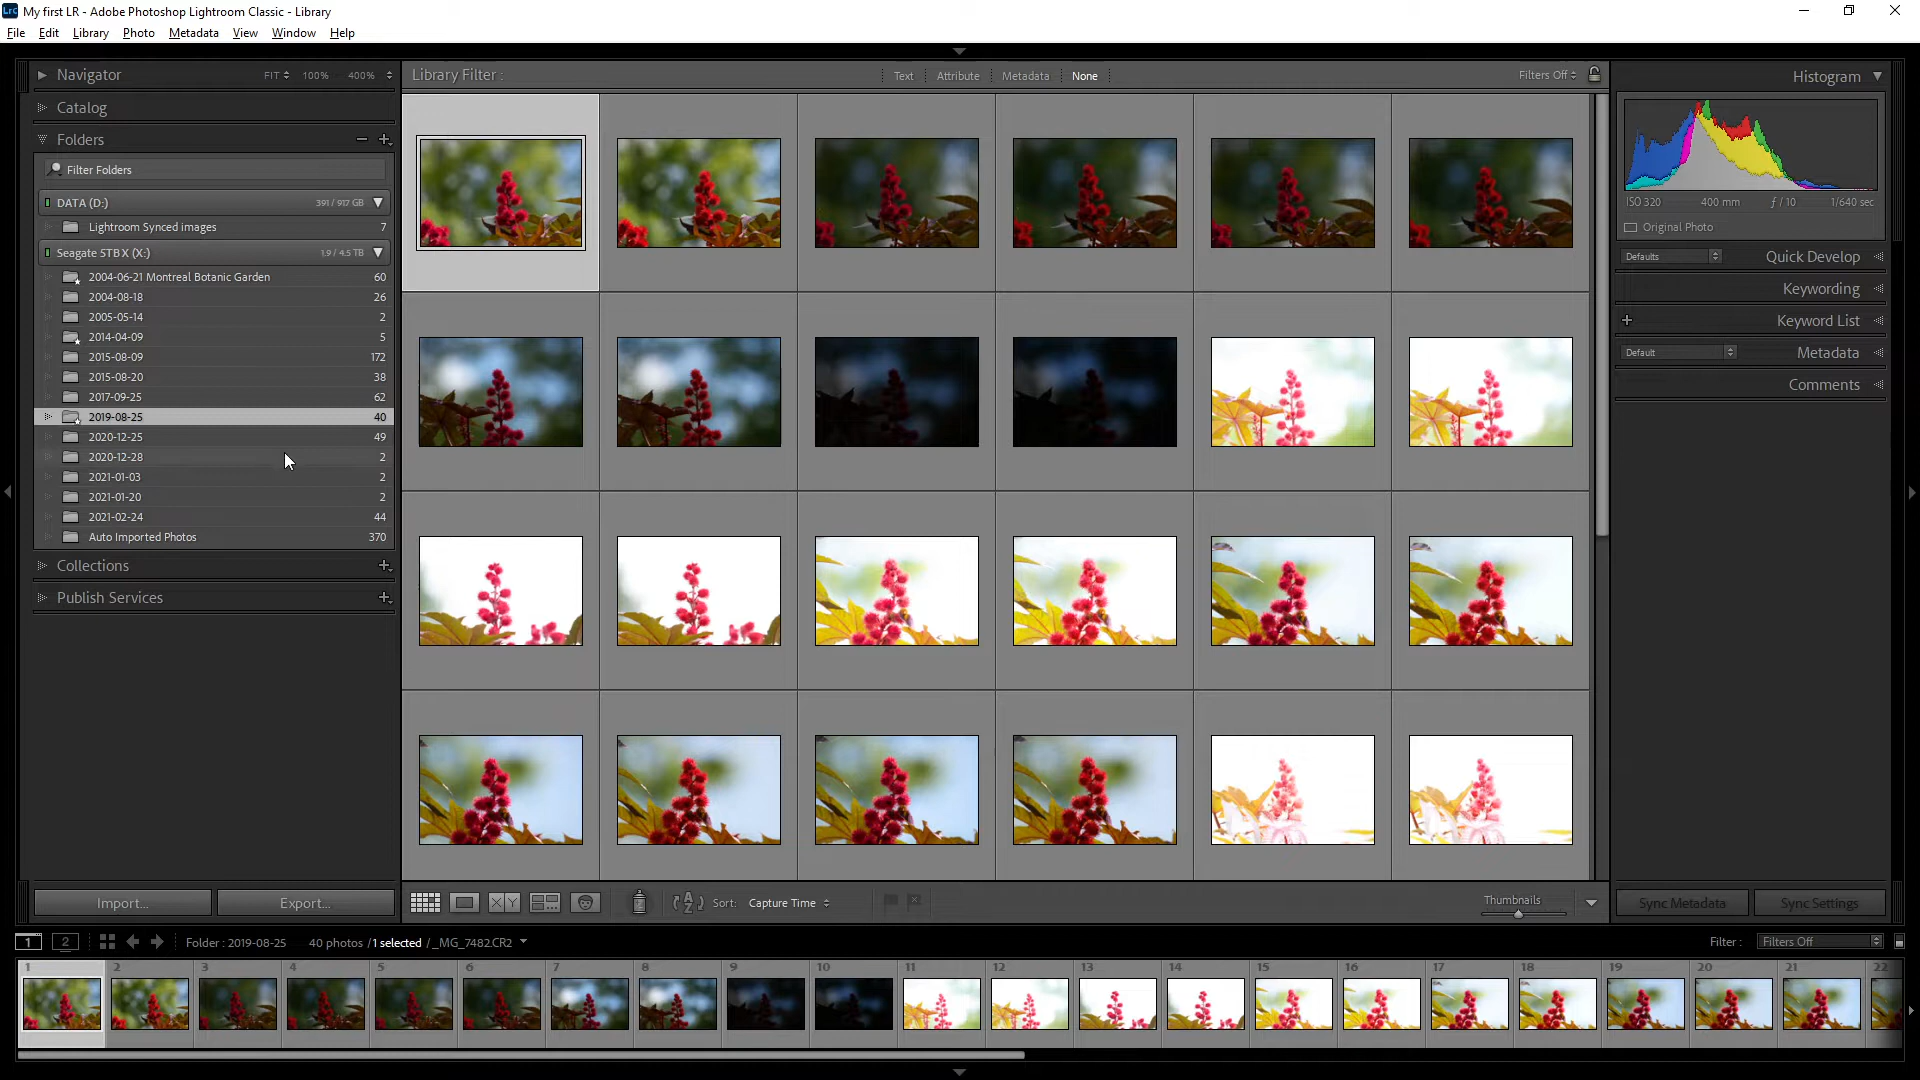 My first LR - Adobe Photoshop Lightroom Classic - Library
File Edit Library Photo Metadata View Window Help
Navigator FIT 100% 400%
Catalog
Folders
Filter Folders
DATA (D:) 391 / 917 GB
Lightroom Synced images 7
Seagate 5TB X (X:) 1.9 / 4.5 TB
2004-06-21 Montreal Botanic Garden 60
2004-08-18 26
2005-05-14 2
2014-04-09 5
2015-08-09 172
2015-08-20 38
2017-09-25 62
2019-08-25 40
2020-12-25 49
2020-12-28 2
2021-01-03 2
2021-01-20 2
2021-02-24 44
Auto Imported Photos 370
Collections
Publish Services
Import... Export...
Library Filter : Text Attribute Metadata None Filters Off
Histogram
ISO 320 400 mm ƒ / 10 1/640 sec
Original Photo
Defaults Quick Develop
Keywording
Keyword List
Default Metadata
Comments
XY Sort: Capture Time Thumbnails
Sync Metadata Sync Settings
1 2 Folder : 2019-08-25 40 photos / 1 selected / _MG_7482.CR2 Filter : Filters Off
1 2 3 4 5 6 7 8 9 10 11 12 13 14 15 16 17 18 19 20 21 22